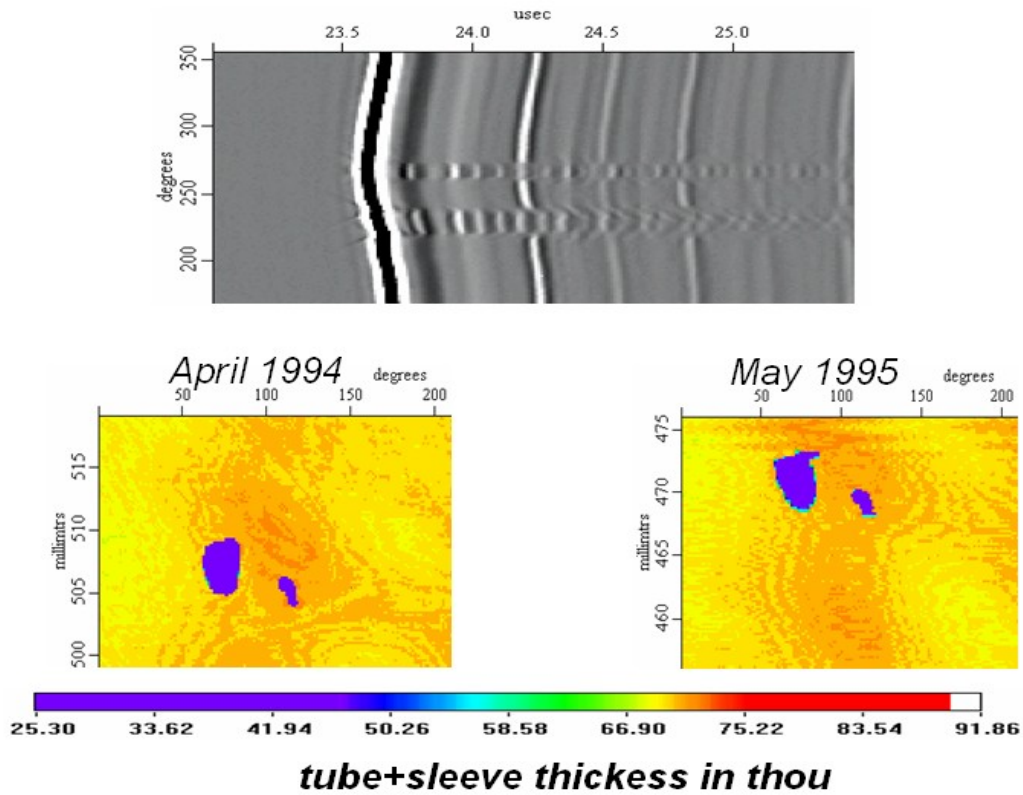 usec
23.5 24.0 24.5 25.0
350
300
250
200
degrees
April 1994 degrees
50 100 150 200
515
510
505
500
millimtrs
May 1995 degrees
50 100 150 200
475
470
465
460
millimtrs
25.30 33.62 41.94 50.26 58.58 66.90 75.22 83.54 91.86
tube+sleeve thickess in thou